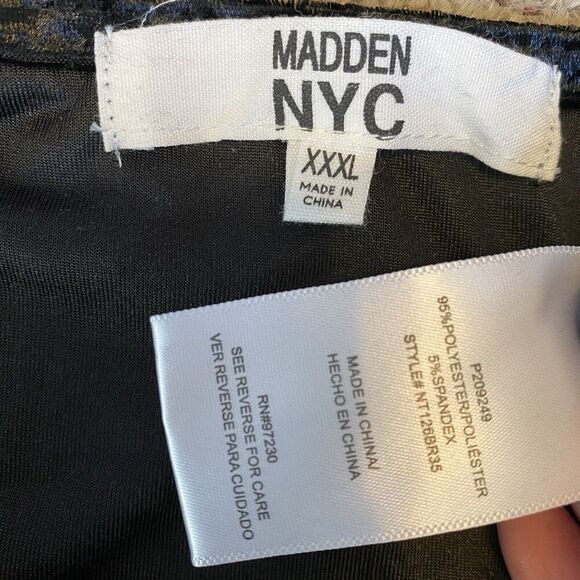 MADDEN
NYC
XXXL
MADE IN
CHINA
P209249
95%POLYESTER/POLIÉSTER
5%SPANDEX
STYLE# NT126BR35
MADE IN CHINA/
HECHO EN CHINA
RN#97230
SEE REVERSE FOR CARE
VER REVERSE PARA CUIDADO